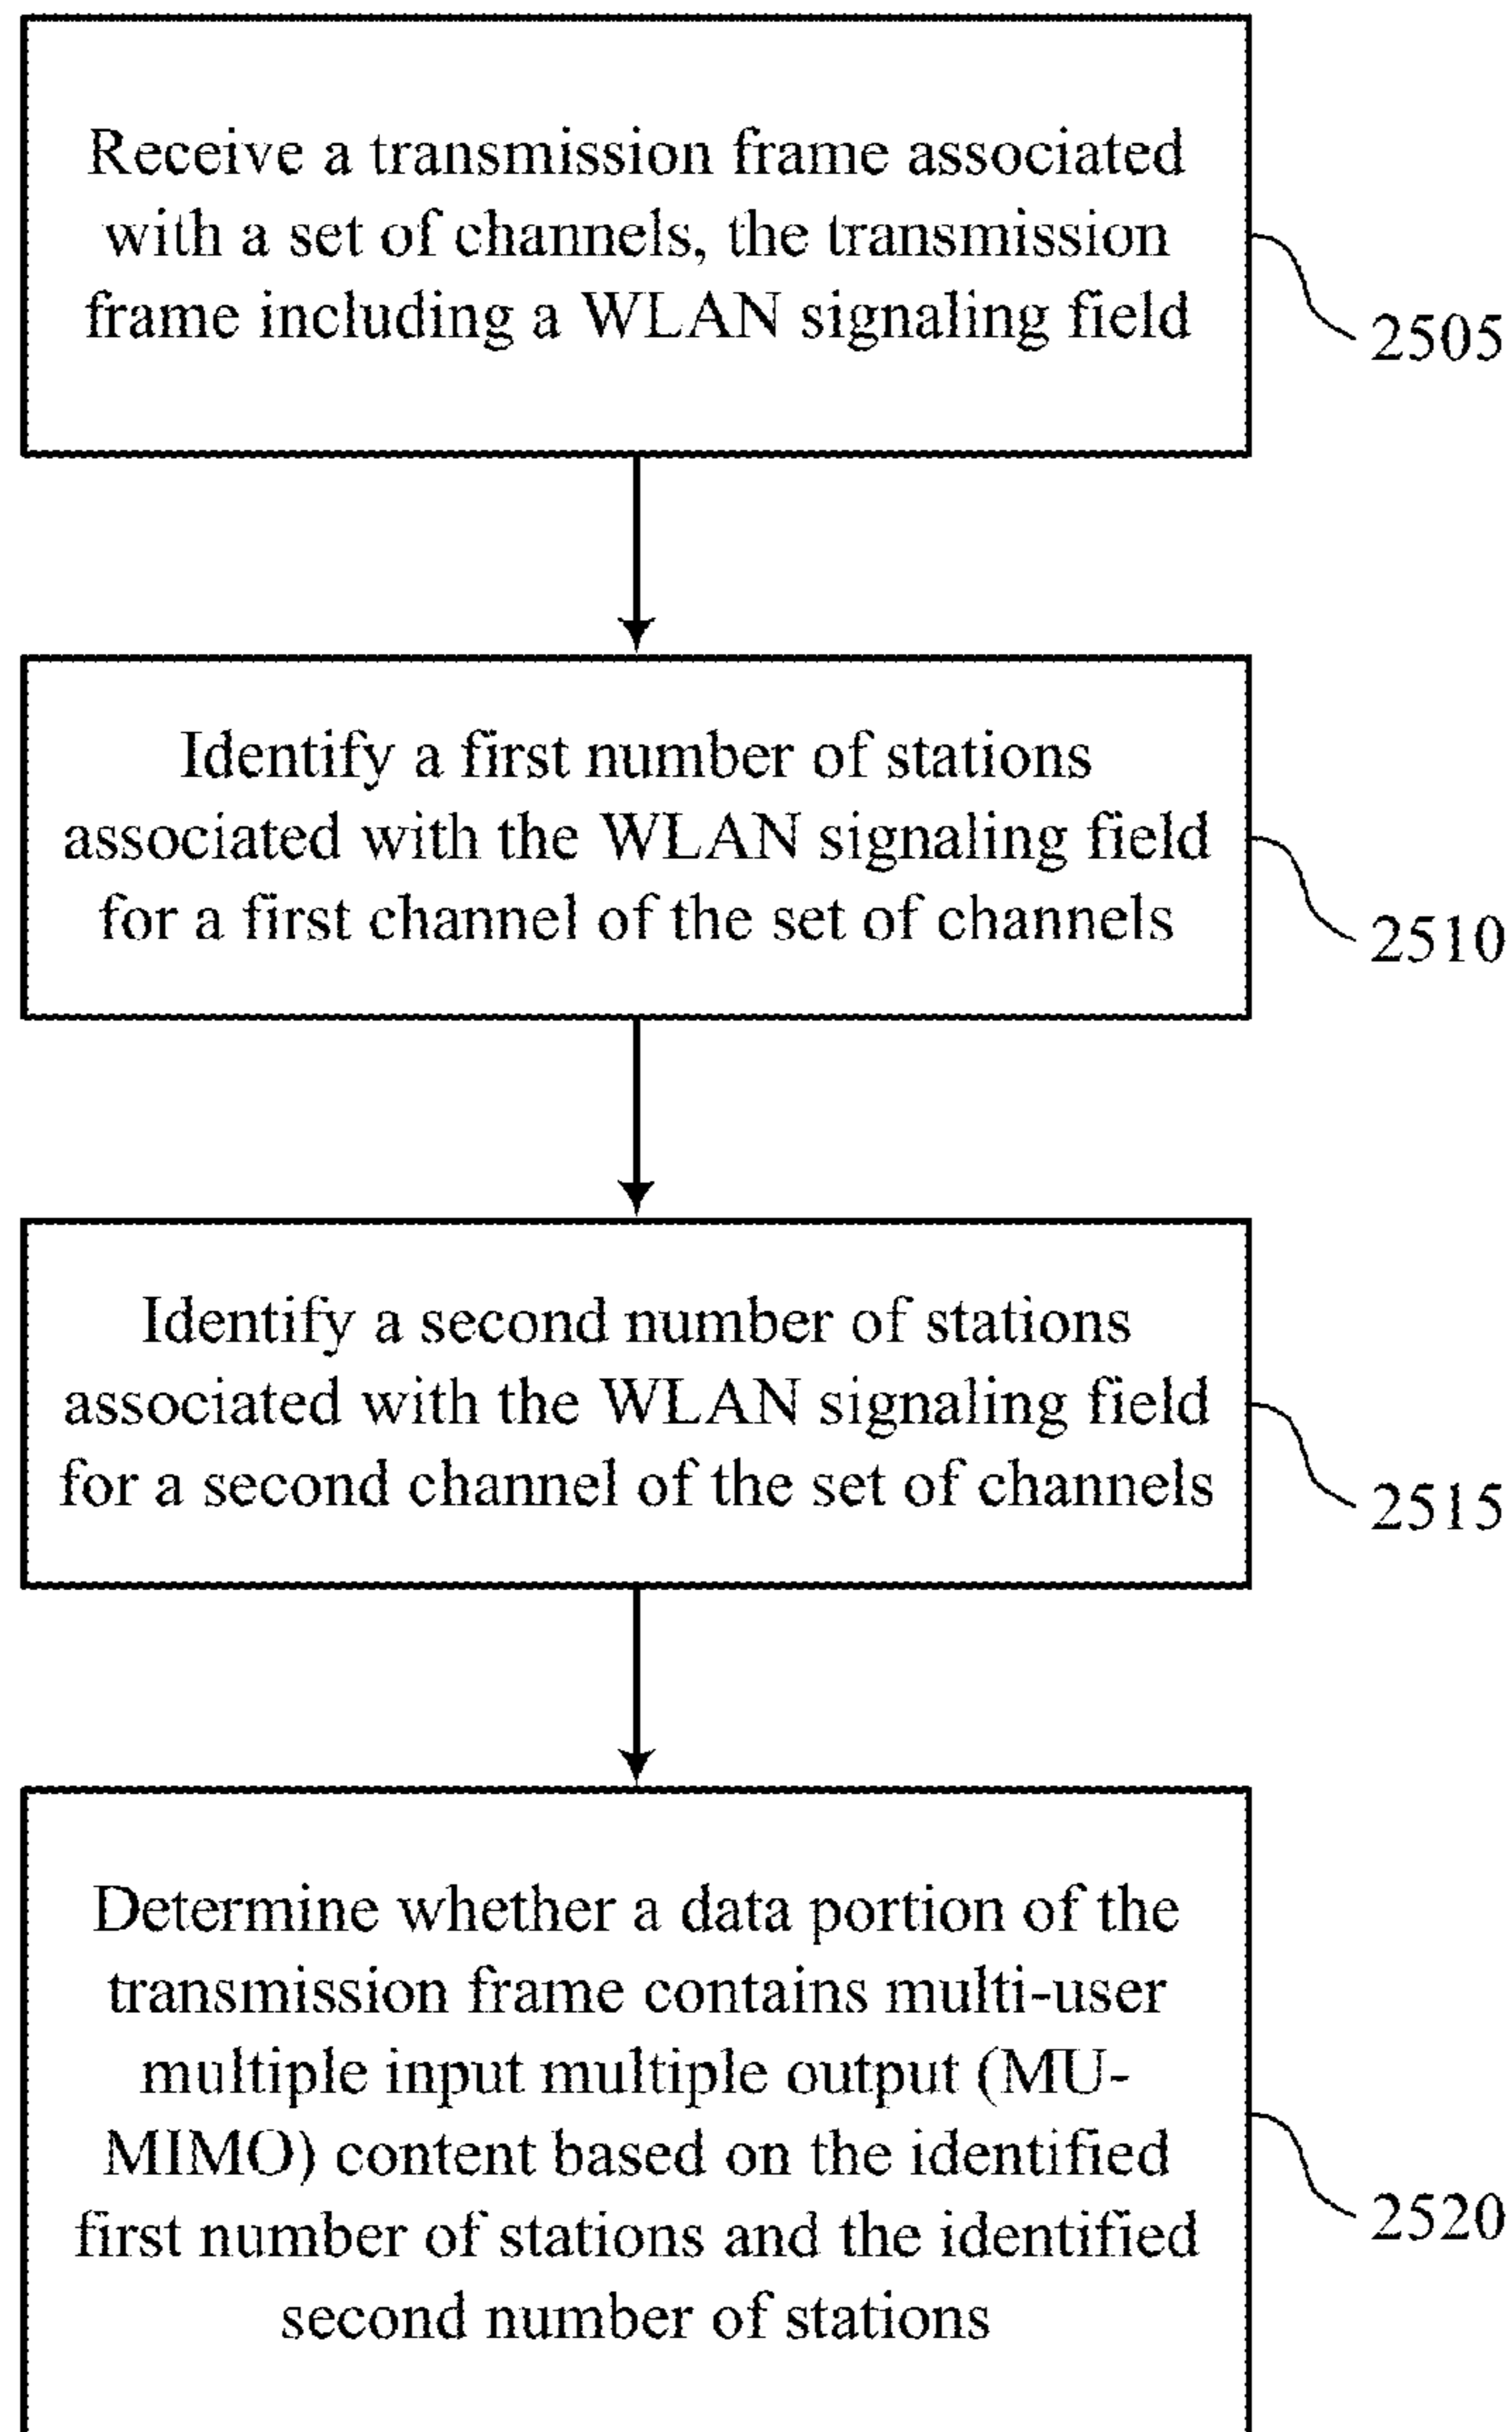 Receive a transmission frame associated
with a set of channels, the transmission
frame including a WLAN signaling field
2505
Identify a first number of stations
associated with the WLAN signaling field
for a first channel of the set of channels
2510
Identify a second number of stations
associated with the WLAN signaling field
for a second channel of the set of channels
2515
Determine whether a data portion of the
transmission frame contains multi-user
multiple input multiple output (MU-
MIMO) content based on the identified
first number of stations and the identified
second number of stations
2520